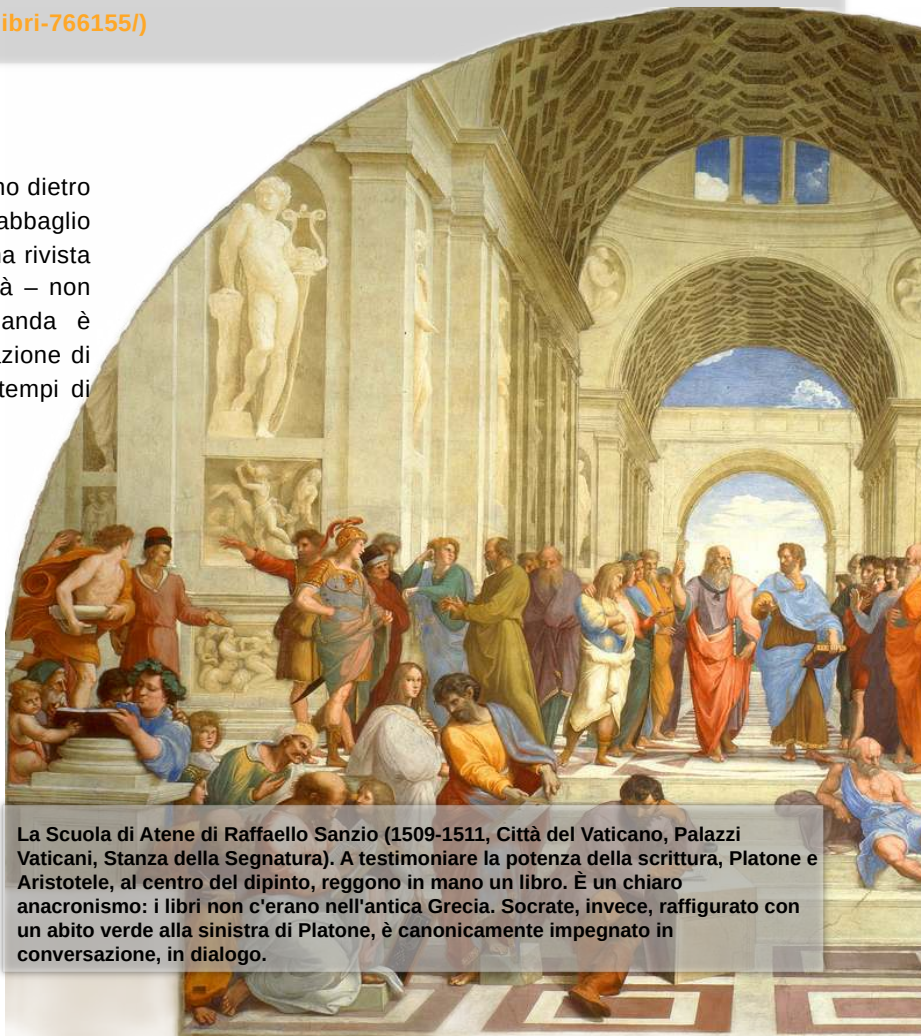 ibri-766155/)
no dietro
abbaglio
na rivista
à – non
anda è
zione di
tempi di
La Scuola di Atene di Raffaello Sanzio (1509-1511, Città del Vaticano, Palazzi
Vaticani, Stanza della Segnatura). A testimoniare la potenza della scrittura, Platone e
Aristotele, al centro del dipinto, reggono in mano un libro. È un chiaro
anacronismo: i libri non c'erano nell'antica Grecia. Socrate, invece, raffigurato con
un abito verde alla sinistra di Platone, è canonicamente impegnato in
conversazione, in dialogo.